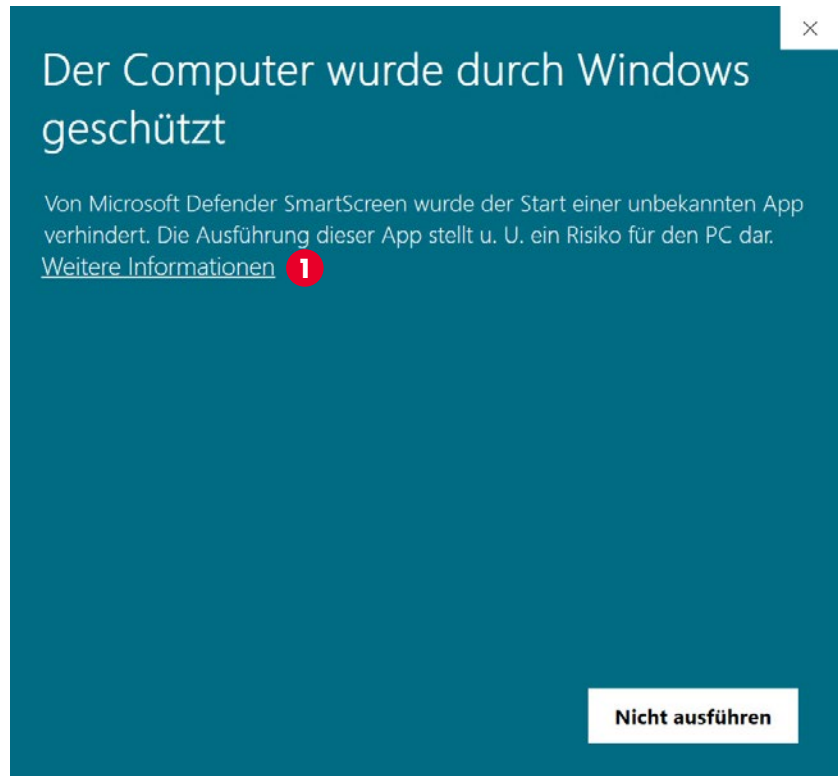 Der Computer wurde durch Windows
geschützt
Von Microsoft Defender SmartScreen wurde der Start einer unbekannten App
verhindert. Die Ausführung dieser App stellt u. U. ein Risiko für den PC dar.
Weitere Informationen 1
Nicht ausführen